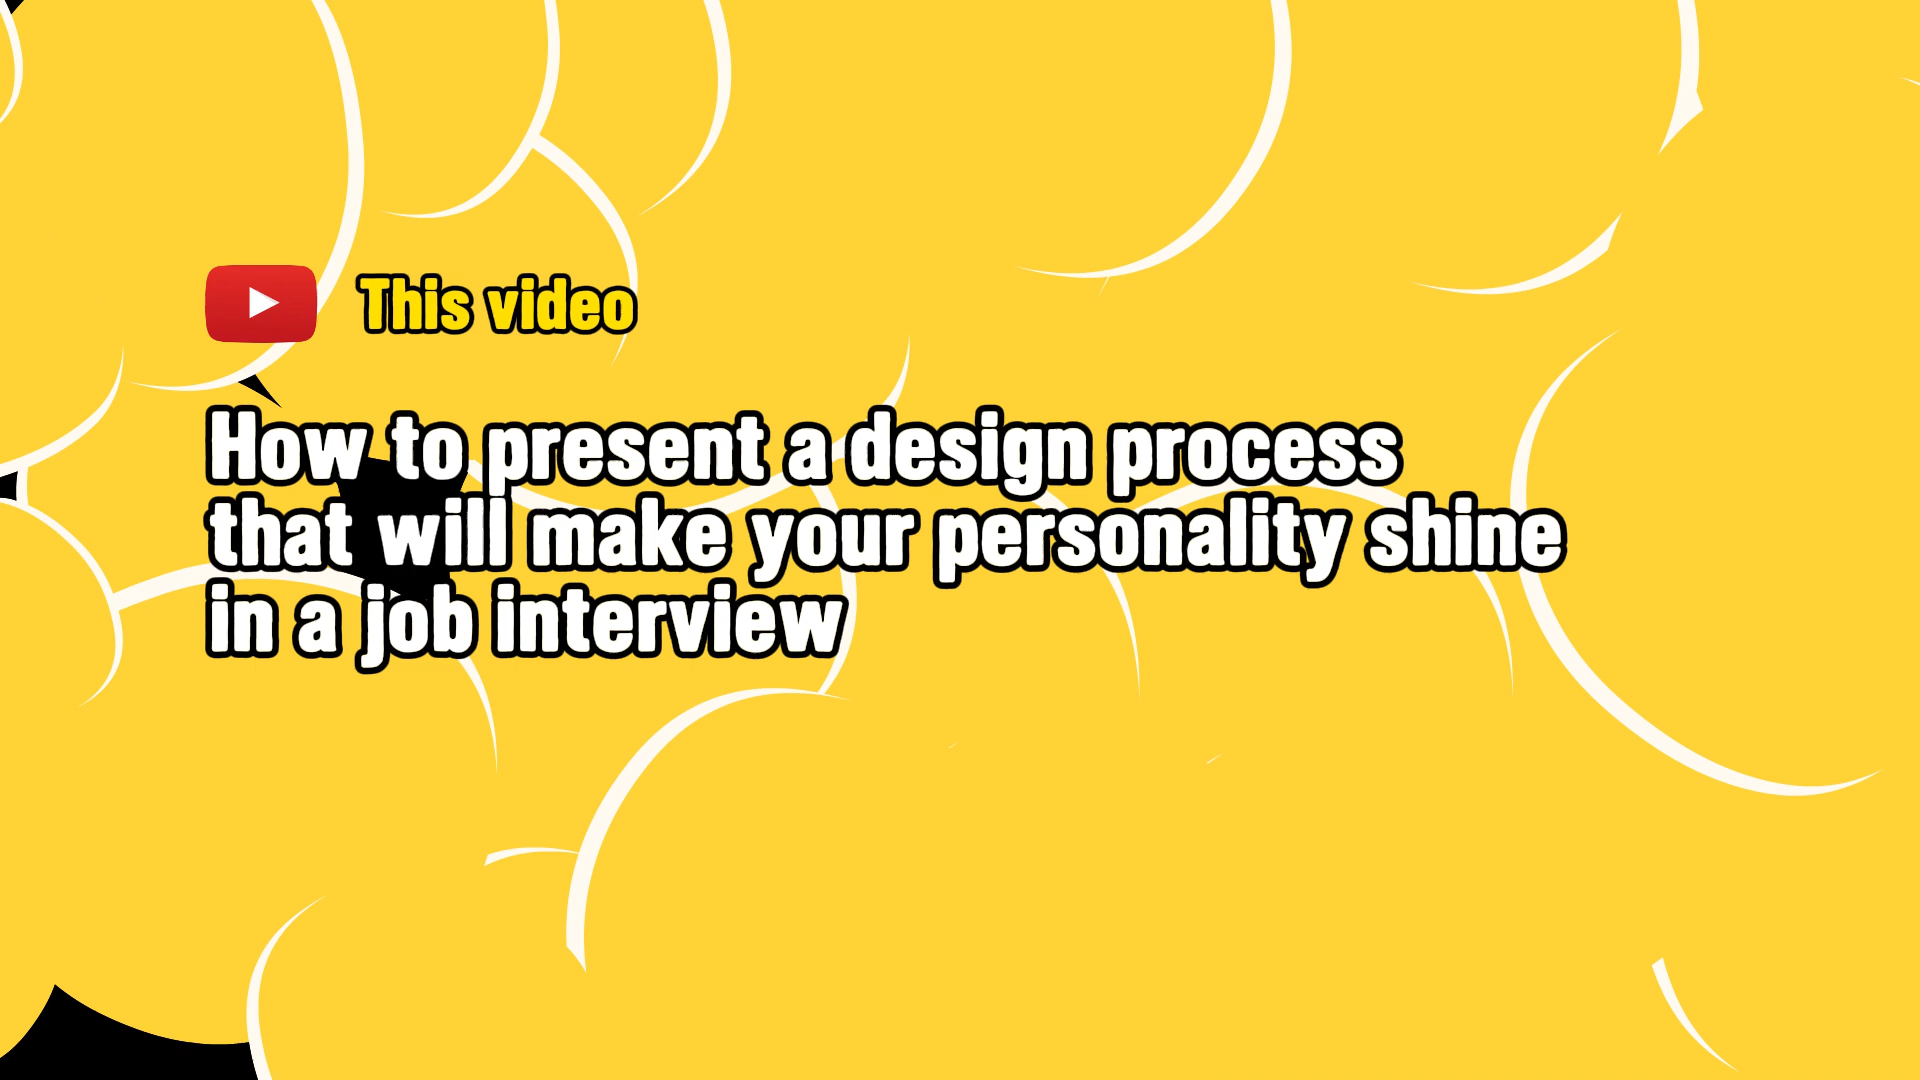 This video
How to present a design process
that will make your personality shine
in a job interview